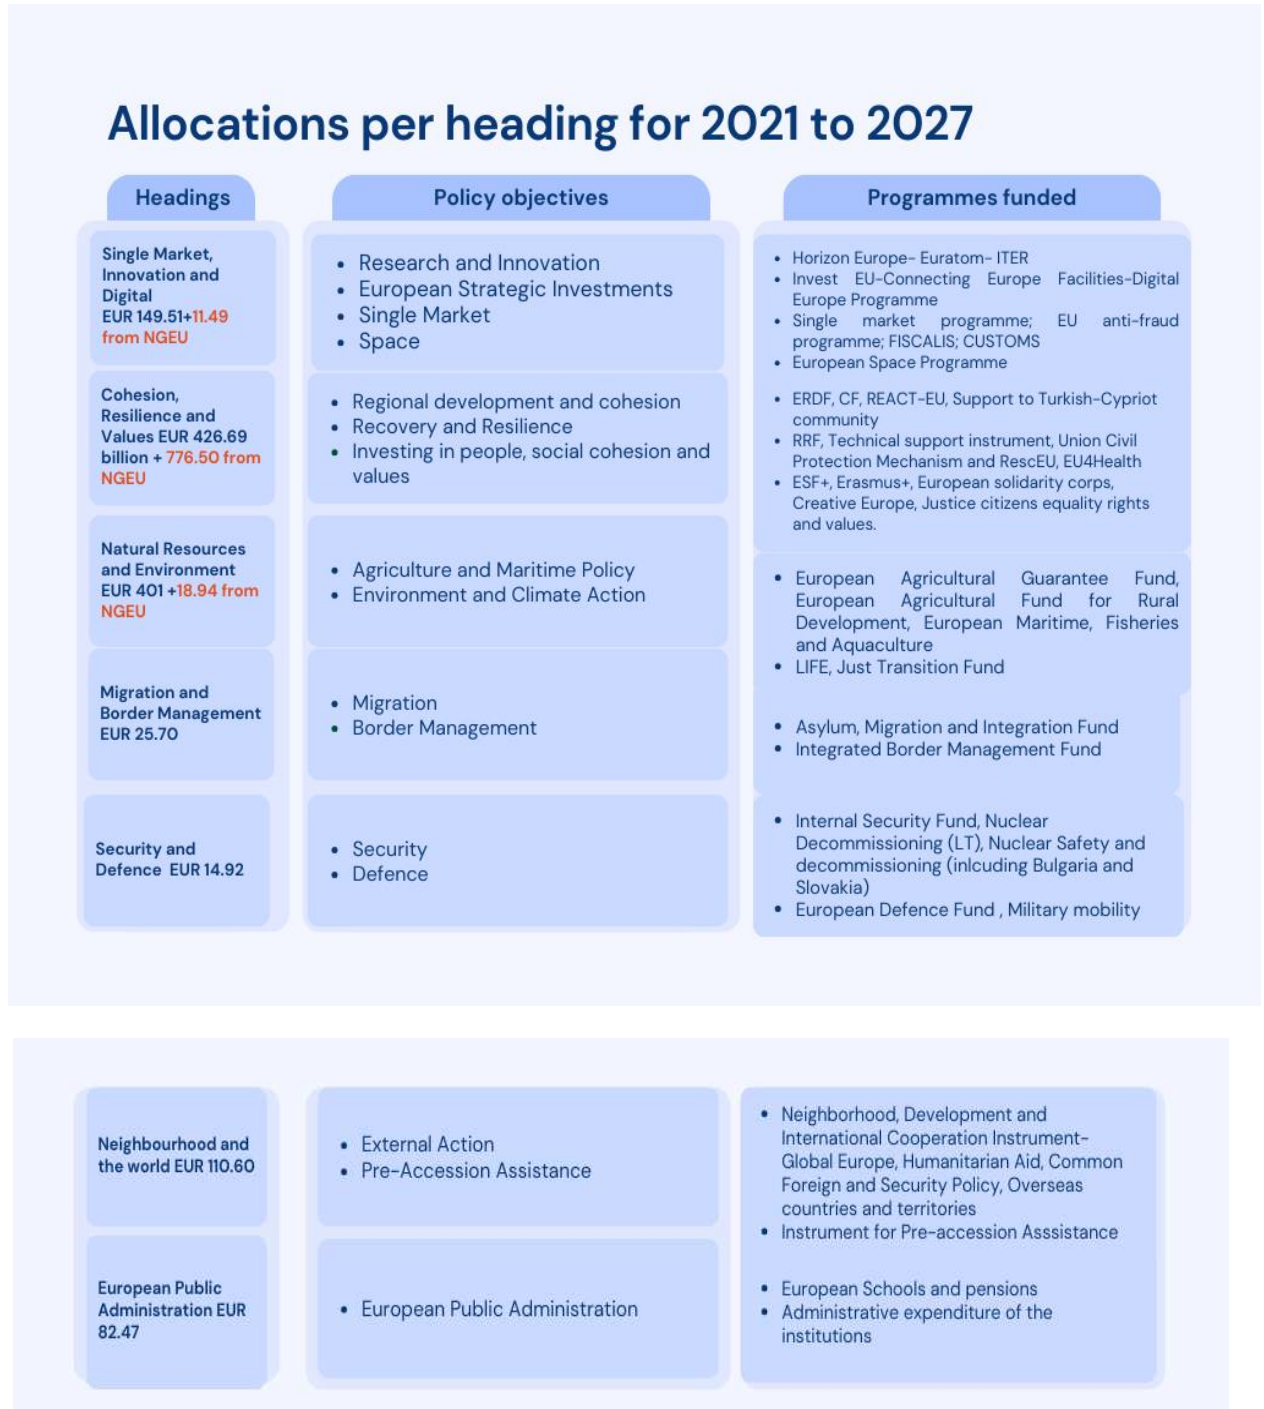 Allocations per heading for 2021 to 2027
Headings
Policy objectives
Programmes funded
Single Market,
Innovation and
Digital
EUR 149.51+11.49
from NGEU
• Research and Innovation
• European Strategic Investments
• Single Market
• Space
• Horizon Europe- Euratom- ITER
• Invest EU-Connecting Europe Facilities-Digital
Europe Programme
• Single market programme; EU anti-fraud
programme; FISCALIS; CUSTOMS
• European Space Programme
Cohesion,
Resilience and
Values EUR 426.69
billion + 776.50 from
NGEU
• Regional development and cohesion
• Recovery and Resilience
• Investing in people, social cohesion and
values
• ERDF, CF, REACT-EU, Support to Turkish-Cypriot
community
• RRF, Technical support instrument, Union Civil
Protection Mechanism and RescEU, EU4Health
• ESF+, Erasmus+, European solidarity corps,
Creative Europe, Justice citizens equality rights
and values.
Natural Resources
and Environment
EUR 401 +18.94 from
NGEU
• Agriculture and Maritime Policy
• Environment and Climate Action
• European Agricultural Guarantee Fund,
European Agricultural Fund for Rural
Development, European Maritime, Fisheries
and Aquaculture
• LIFE, Just Transition Fund
Migration and
Border Management
EUR 25.70
• Migration
• Border Management
• Asylum, Migration and Integration Fund
• Integrated Border Management Fund
Security and
Defence EUR 14.92
• Security
• Defence
• Internal Security Fund, Nuclear
Decommissioning (LT), Nuclear Safety and
decommissioning (inlcuding Bulgaria and
Slovakia)
• European Defence Fund , Military mobility
Neighbourhood and
the world EUR 110.60
• External Action
• Pre-Accession Assistance
• Neighborhood, Development and
International Cooperation Instrument-
Global Europe, Humanitarian Aid, Common
Foreign and Security Policy, Overseas
countries and territories
• Instrument for Pre-accession Asssistance
European Public
Administration EUR
82.47
• European Public Administration
• European Schools and pensions
• Administrative expenditure of the
institutions